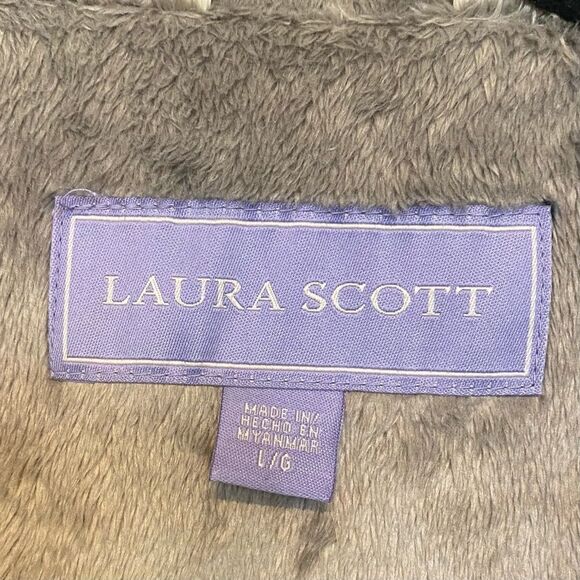 LAURA SCOTT
MADE IN/
HECHO EN
MYANMAR
L/G